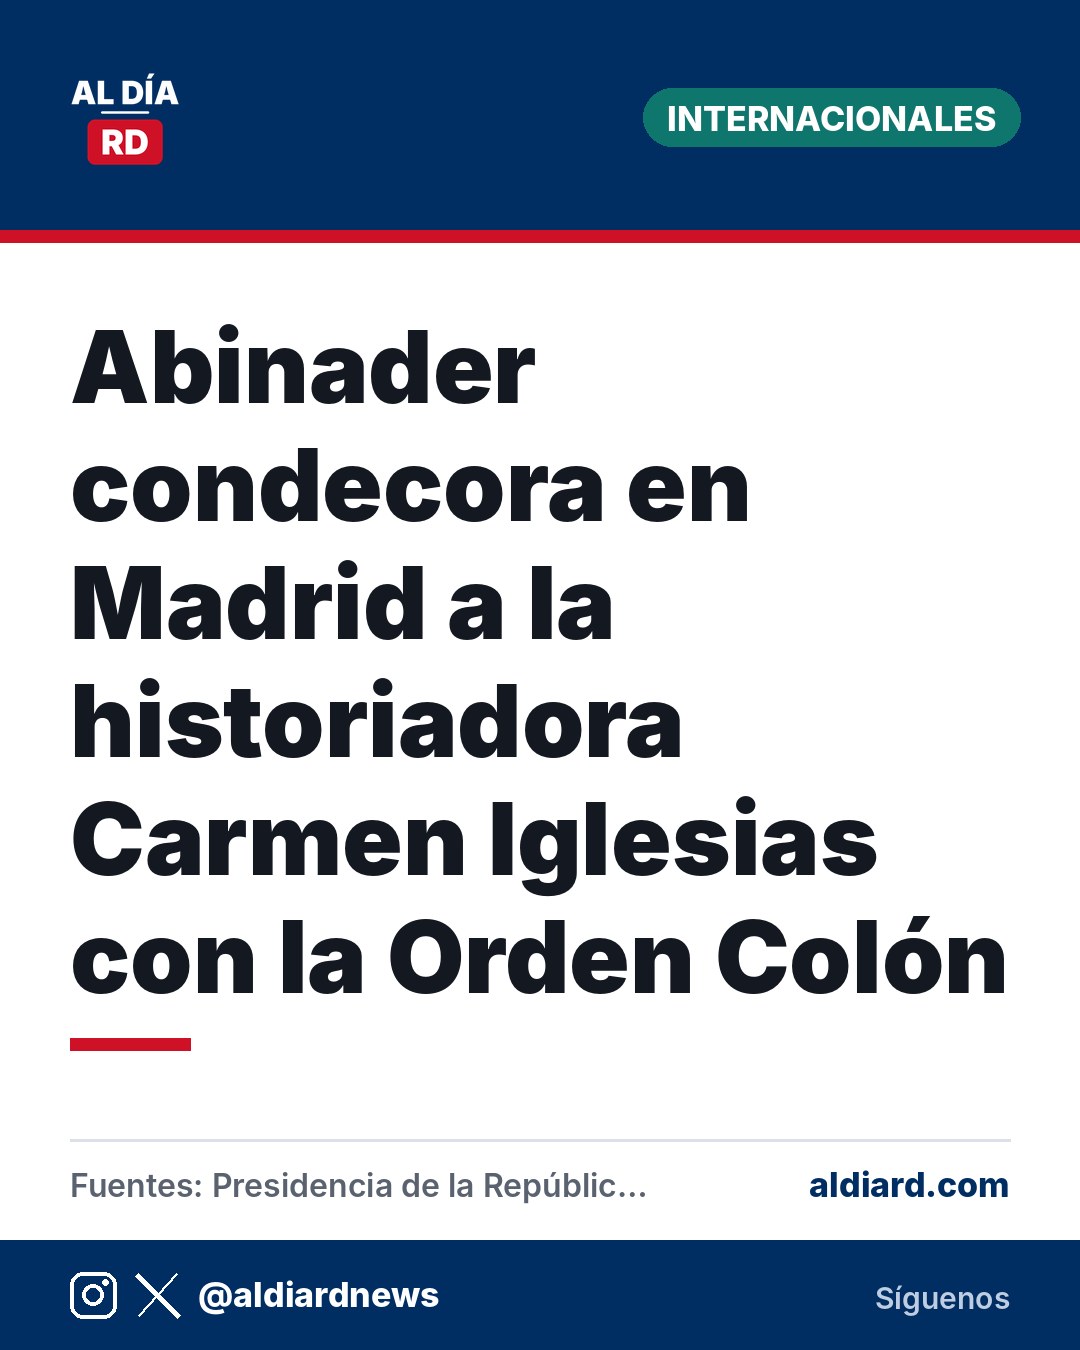 AL DÍA
RD
INTERNACIONALES
Abinader
condecora en
Madrid a la
historiadora
Carmen Iglesias
con la Orden Colón
Fuentes: Presidencia de la Repúblic...
aldiard.com
@aldiardnews
Síguenos